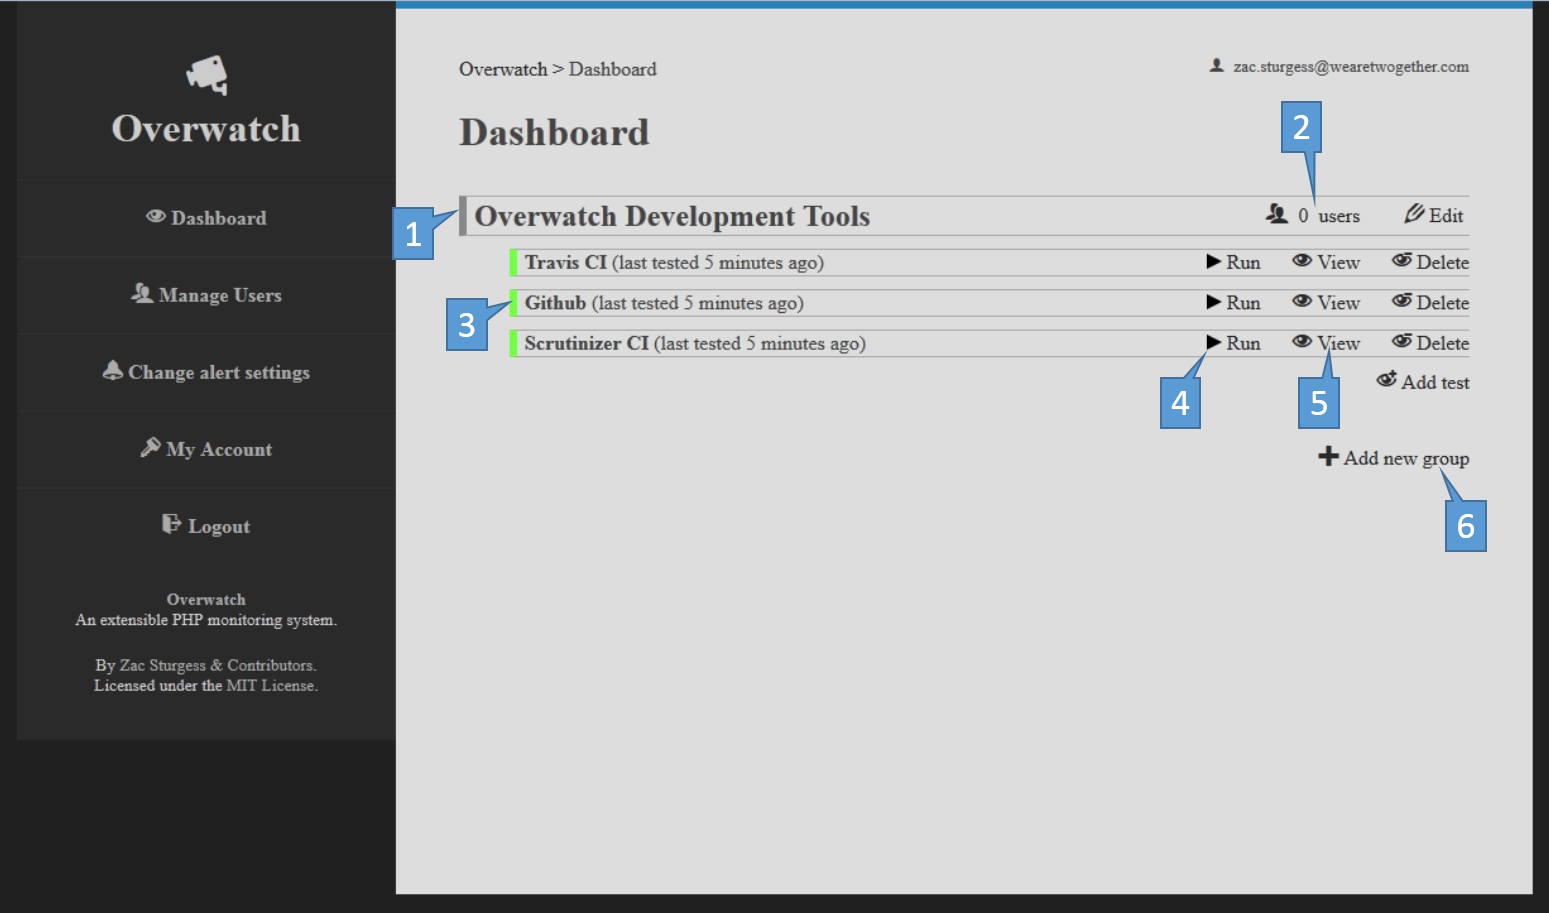 Overwatch
Dashboard
Manage Users
Change alert settings
My Account
Logout
Overwatch
An extensible PHP monitoring system.
By Zac Sturgess & Contributors.
Licensed under the MIT License.
Overwatch > Dashboard
zac.sturgess@wearetwogether.com
Dashboard
2
1
Overwatch Development Tools 0 users Edit
Travis CI (last tested 5 minutes ago) Run View Delete
3
Github (last tested 5 minutes ago) Run View Delete
Scrutinizer CI (last tested 5 minutes ago) Run View Delete
4
5
Add test
Add new group
6